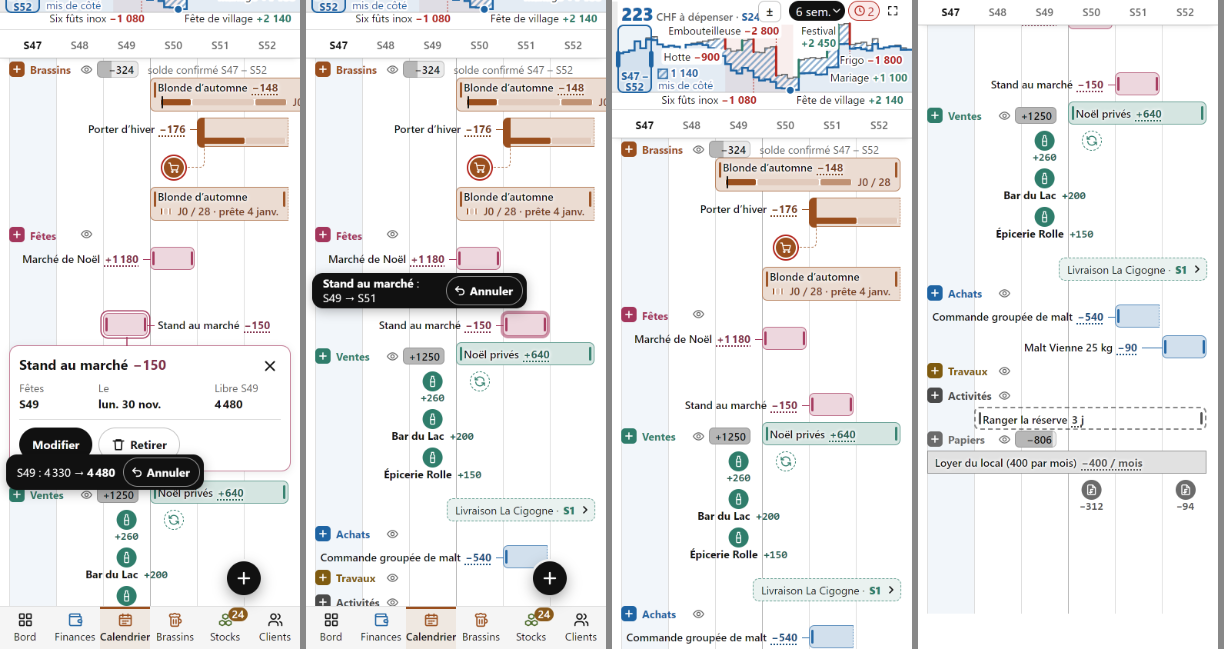 S52 mis de côté
Six fûts inox −1 080 Fête de village +2 140
S47 S48 S49 S50 S51 S52
Brassins −324 solde confirmé S47 – S52
Blonde d'automne −148
Porter d'hiver −176
Blonde d'automne
J0 / 28 · prête 4 janv.
Fêtes
Marché de Noël +1 180
Stand au marché −150
Stand au marché −150
Fêtes Le Libre S49
S49 lun. 30 nov. 4 480
Modifier Retirer
S49 : 4 330 → 4 480 Annuler
Ventes +1250 Noël privés +640
+260
Bar du Lac +200
Bord Finances Calendrier Brassins Stocks 24 Clients
S52 mis de côté
Six fûts inox −1 080 Fête de village +2 140
S47 S48 S49 S50 S51 S52
Brassins −324 solde confirmé S47 – S52
Blonde d'automne −148
Porter d'hiver −176
Blonde d'automne
J0 / 28 · prête 4 janv.
Fêtes
Marché de Noël +1 180
Stand au marché :
S49 → S51 Annuler
Stand au marché −150
Ventes +1250 Noël privés +640
+260
Bar du Lac +200
Épicerie Rolle +150
Livraison La Cigogne · S1
Achats
Commande groupée de malt −540
Travaux
Activités
Bord Finances Calendrier Brassins Stocks 24 Clients
223 CHF à dépenser · S24 ± 6 sem. 2
Embouteilleuse −2 800 Festival +2 450
Hotte −900 Frigo −1 800
S47 – S52 1 140 mis de côté Mariage +1 100
Six fûts inox −1 080 Fête de village +2 140
S47 S48 S49 S50 S51 S52
Brassins −324 solde confirmé S47 – S52
Blonde d'automne −148
J0 / 28
Porter d'hiver −176
Blonde d'automne
J0 / 28 · prête 4 janv.
Fêtes
Marché de Noël +1 180
Stand au marché −150
Ventes +1250 Noël privés +640
+260
Bar du Lac +200
Épicerie Rolle +150
Livraison La Cigogne · S1
Achats
Commande groupée de malt −540
S47 S48 S49 S50 S51 S52
Stand au marché −150
Ventes +1250 Noël privés +640
+260
Bar du Lac +200
Épicerie Rolle +150
Livraison La Cigogne · S1
Achats
Commande groupée de malt −540
Malt Vienne 25 kg −90
Travaux
Activités
Ranger la réserve 3 j
Papiers −806
Loyer du local (400 par mois) −400 / mois
−312 −94